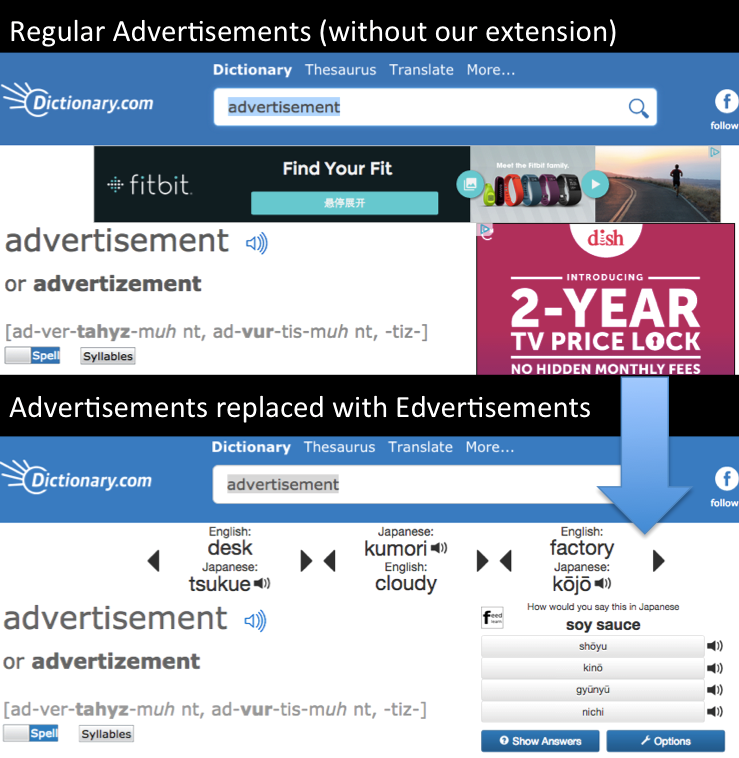 Regular Advertisements (without our extension)
Dictionary Thesaurus Translate More...
Dictionary.com
advertisement
follow
fitbit.
Find Your Fit
悬停展开
Meet the Fitbit family.
advertisement
or advertizement
[ad-ver-tahyz-muh nt, ad-vur-tis-muh nt, -tiz-]
Spell Syllables
dish
INTRODUCING
2-YEAR
TV PRICE LOCK
NO HIDDEN MONTHLY FEES
Advertisements replaced with Edvertisements
Dictionary Thesaurus Translate More...
Dictionary.com
advertisement
follow
English:
desk
Japanese:
tsukue
Japanese:
kumori
English:
cloudy
English:
factory
Japanese:
kōjō
advertisement
or advertizement
[ad-ver-tahyz-muh nt, ad-vur-tis-muh nt, -tiz-]
Spell Syllables
feed
learn
How would you say this in Japanese
soy sauce
shōyu
kinō
gyūnyū
nichi
Show Answers Options